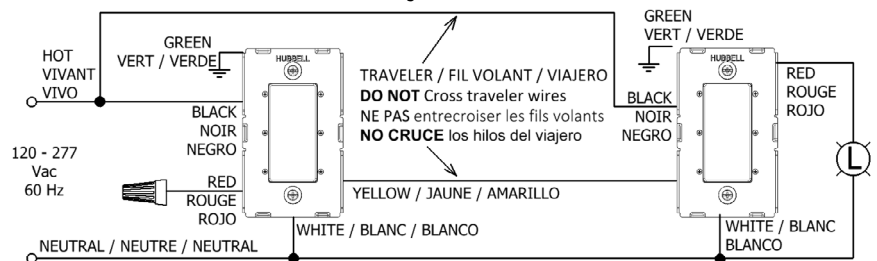 GREEN
VERT / VERDE
HOT
VIVANT
VIVO
HUBBELL
BLACK
NOIR
NEGRO
120 - 277
Vac
60 Hz
RED
ROUGE
ROJO
TRAVELER / FIL VOLANT / VIAJERO
DO NOT Cross traveler wires
NE PAS entrecroiser les fils volants
NO CRUCE los hilos del viajero
YELLOW / JAUNE / AMARILLO
WHITE / BLANC / BLANCO
NEUTRAL / NEUTRE / NEUTRAL
GREEN
VERT / VERDE
HUBBELL
BLACK
NOIR
NEGRO
RED
ROUGE
ROJO
L
WHITE / BLANC
BLANCO